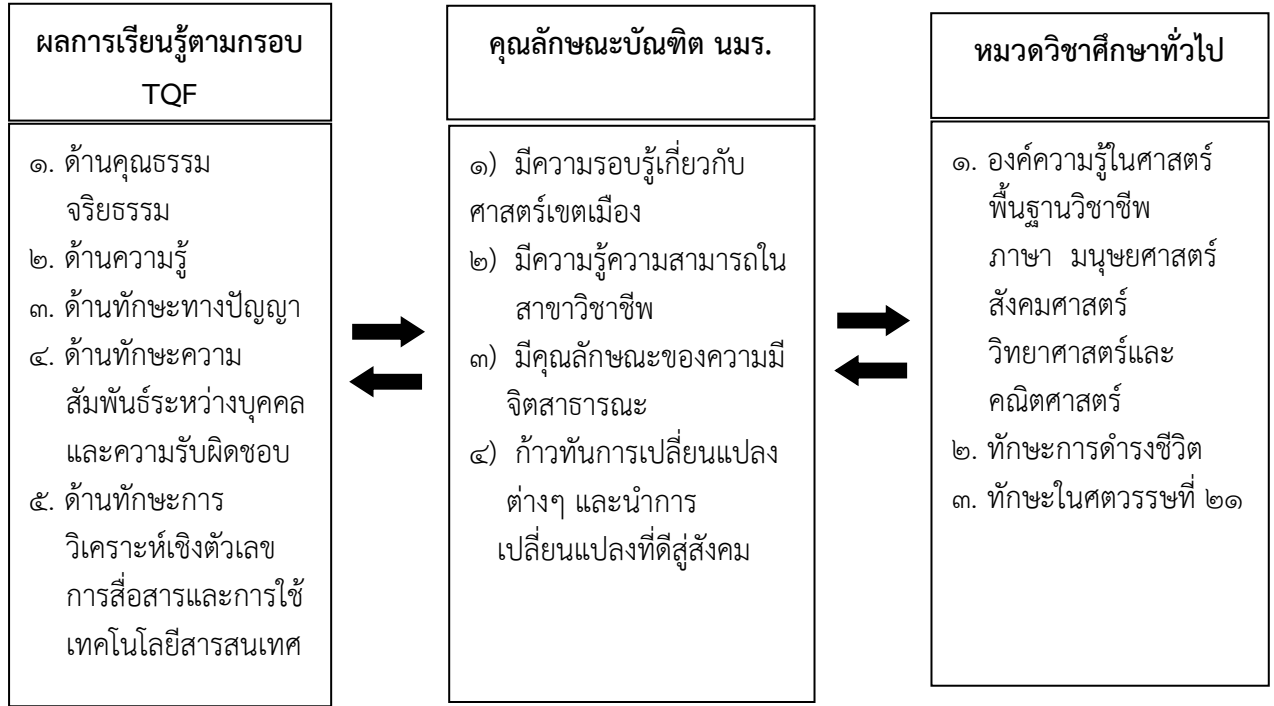 ผลการเรียนรู้ตามกรอบ
TQF
๑. ด้านคุณธรรม
จริยธรรม
๒. ด้านความรู้
๓. ด้านทักษะทางปัญญา
๔. ด้านทักษะความ
สัมพันธ์ระหว่างบุคคล
และความรับผิดชอบ
๕. ด้านทักษะการ
วิเคราะห์เชิงตัวเลข
การสื่อสารและการใช้
เทคโนโลยีสารสนเทศ
คุณลักษณะบัณฑิต นมร.
๑) มีความรอบรู้เกี่ยวกับ
ศาสตร์เขตเมือง
๒) มีความรู้ความสามารถใน
สาขาวิชาชีพ
๓) มีคุณลักษณะของความมี
จิตสาธารณะ
๔) ก้าวทันการเปลี่ยนแปลง
ต่างๆ และนำการ
เปลี่ยนแปลงที่ดีสู่สังคม
หมวดวิชาศึกษาทั่วไป
๑. องค์ความรู้ในศาสตร์
พื้นฐานวิชาชีพ
ภาษา มนุษยศาสตร์
สังคมศาสตร์
วิทยาศาสตร์และ
คณิตศาสตร์
๒. ทักษะการดำรงชีวิต
๓. ทักษะในศตวรรษที่ ๒๑